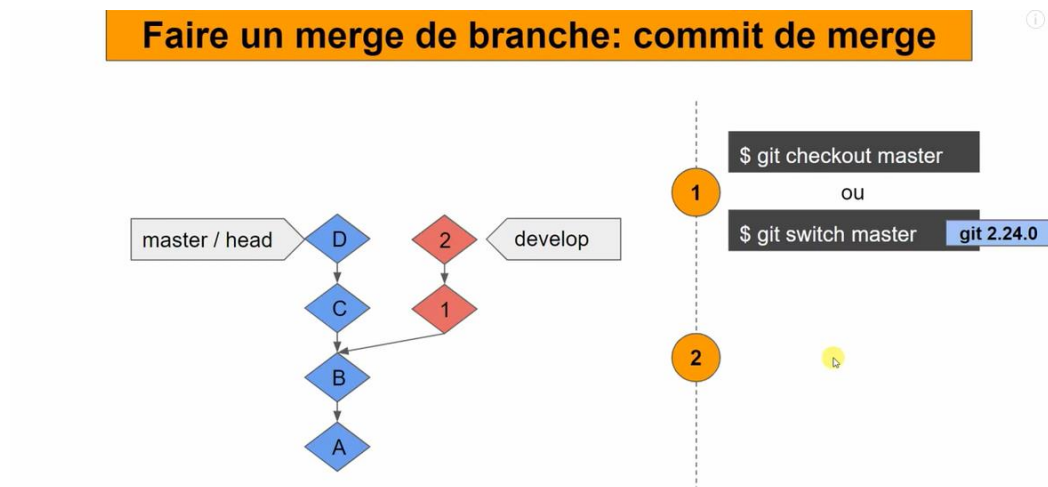 Faire un merge de branche: commit de merge
$ git checkout master
1
ou
$ git switch master
git 2.24.0
master / head
D
2
develop
C
1
B
2
A